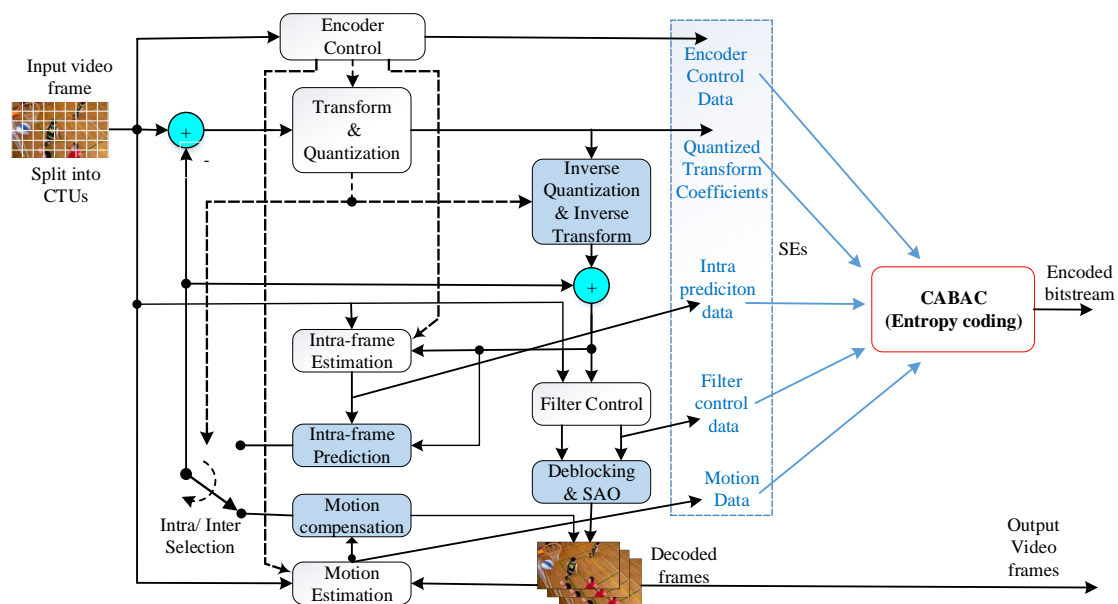 Encoder
Control
Input video
frame
Split into
CTUs
+
-
Transform
&
Quantization
Inverse
Quantization
& Inverse
Transform
+
Intra-frame
Estimation
Intra-frame
Prediction
Filter Control
Deblocking
& SAO
Motion
compensation
Motion
Estimation
Intra/ Inter
Selection
Encoder
Control
Data
Quantized
Transform
Coefficients
SEs
Intra
prediciton
data
Filter
control
data
Motion
Data
CABAC
(Entropy coding)
Encoded
bitstream
Decoded
frames
Output
Video
frames